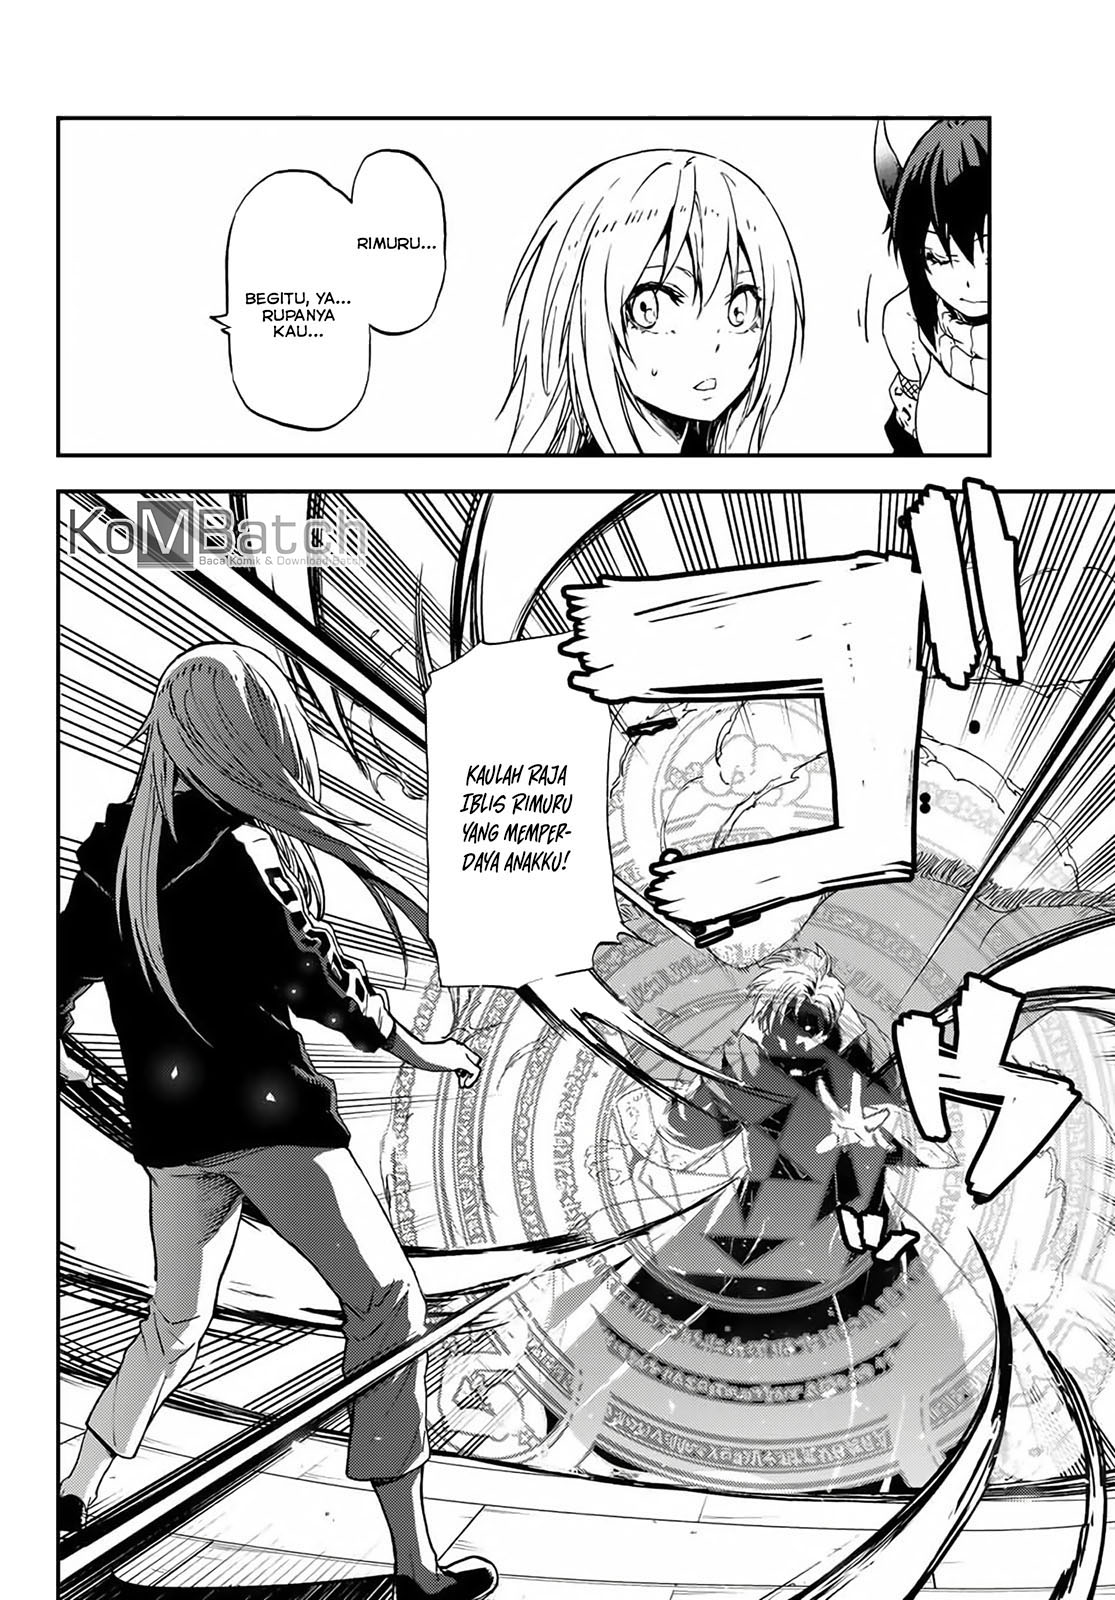 RIMURU...
BEGITU, YA...
RUPANYA
KAU...
KoMBatch
Baca Komik & Download Batch
KAULAH RAJA
IBLIS RIMURU
YANG MEMPER-
DAYA ANAKKU!